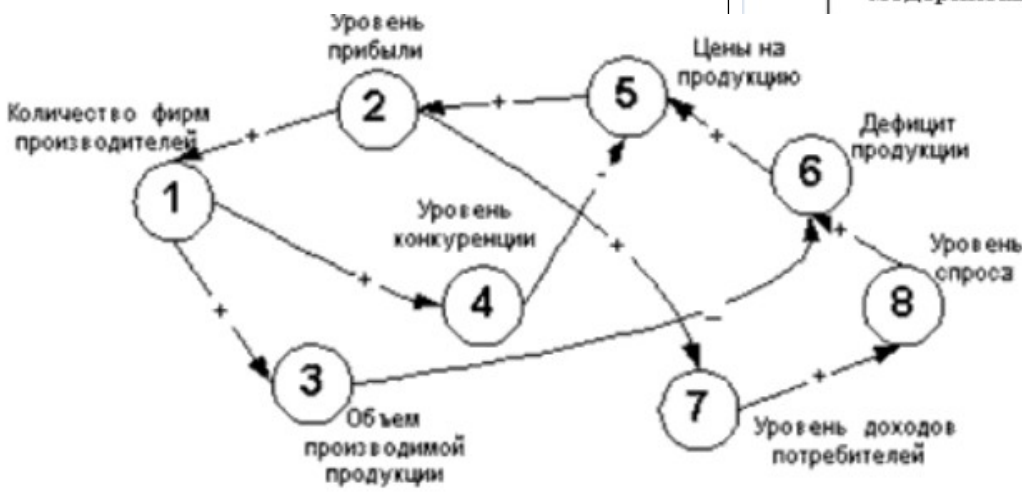 Уровень
прибыли
Цены на
продукцию
Количество фирм
производителей
Дефицит
продукции
Уровень
конкуренции
Уровень
спроса
Объем
производимой
продукции
Уровень доходов
потребителей
2
5
6
1
4
8
3
7
+
+
+
-
+
+
+
+
–
+